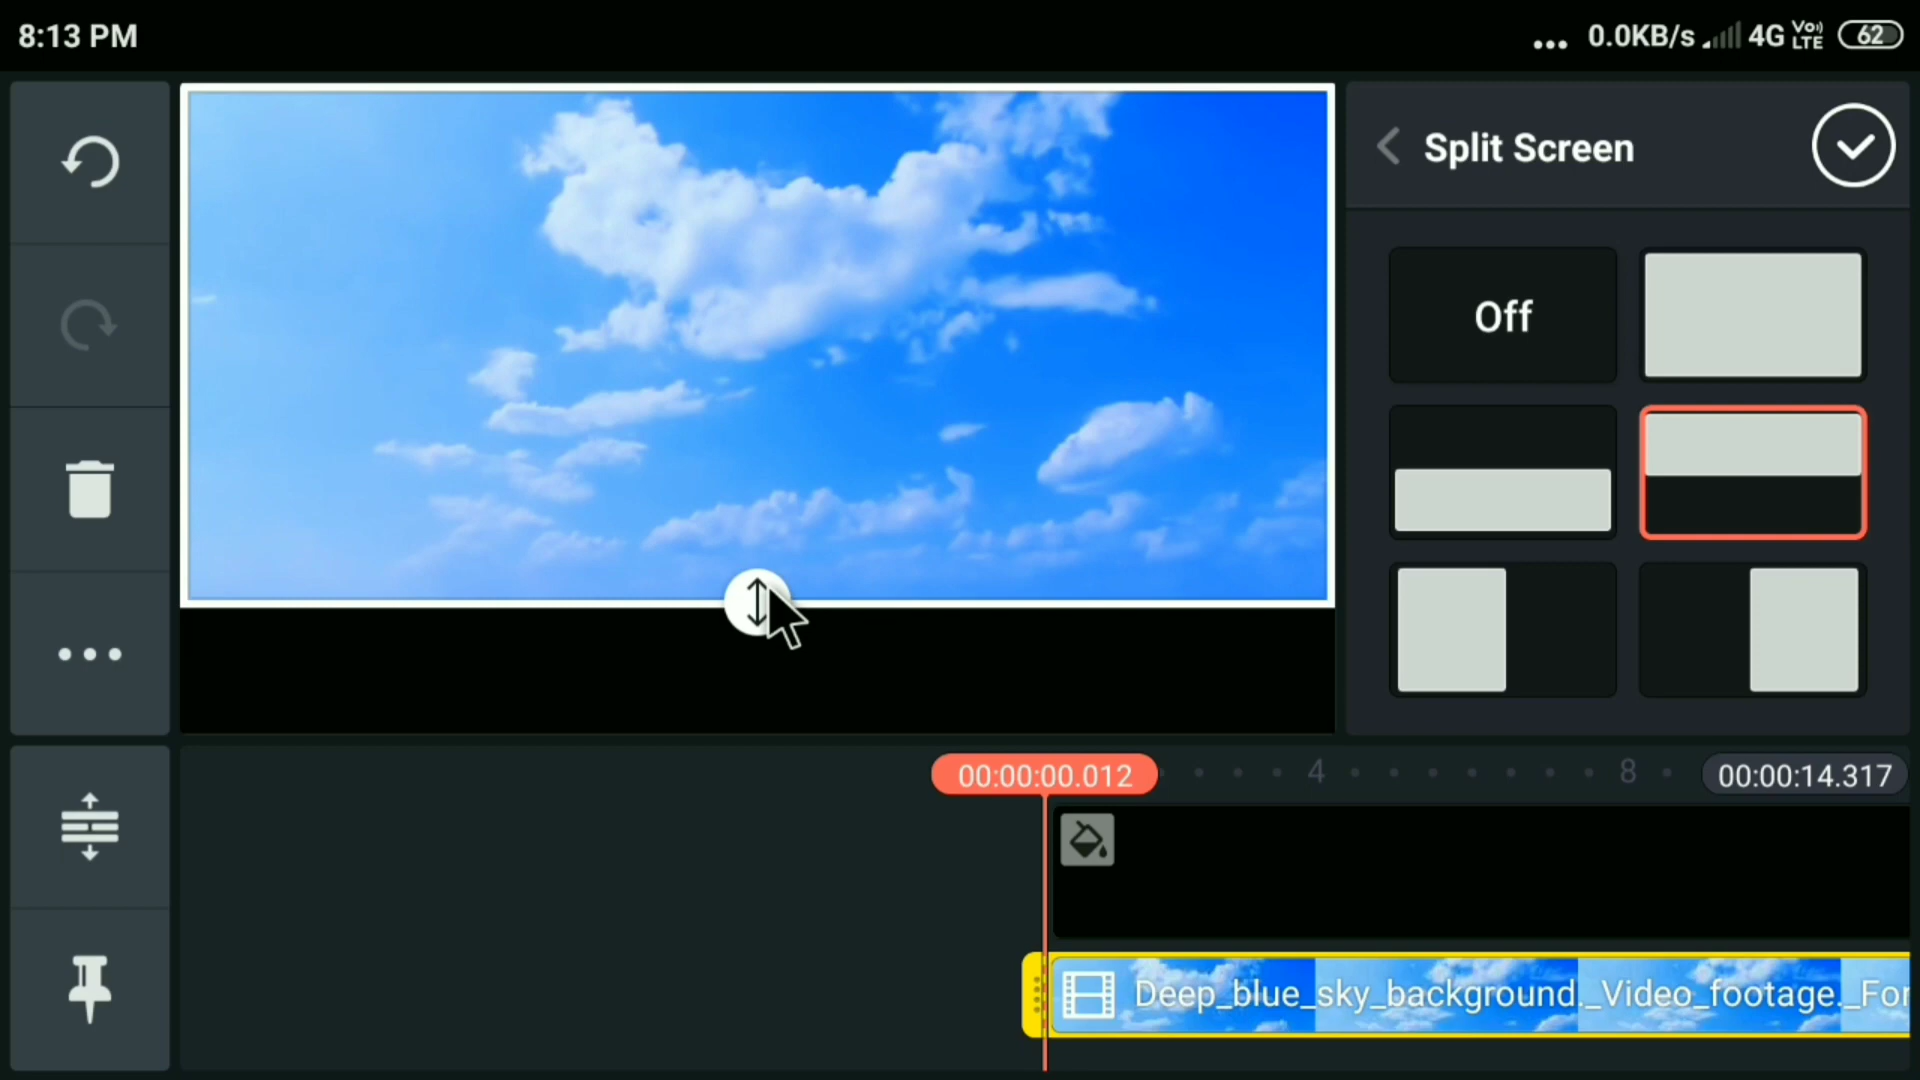 8:13 PM
... 0.0KB/s 4G Vo) LTE 62
Split Screen
Off
00:00:00.012
4
8
00:00:14.317
Deep_blue_sky_background._Video_footage._For